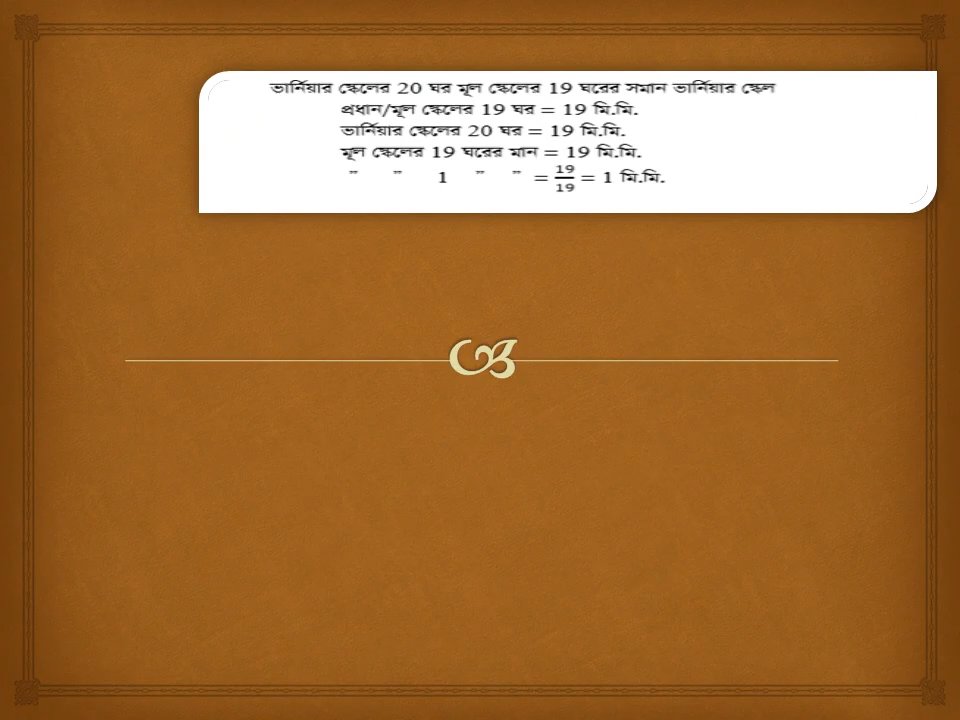 ভার্নিয়ার স্কেলের 20 ঘর মূল স্কেলের 19 ঘরের সমান ভার্নিয়ার স্কেল
প্রধান/মূল স্কেলের 19 ঘর = 19 মি.মি.
ভার্নিয়ার স্কেলের 20 ঘর = 19 মি.মি.
মূল স্কেলের 19 ঘরের মান = 19 মি.মি.
” ” 1 ” ” = 19/19 = 1 মি.মি.